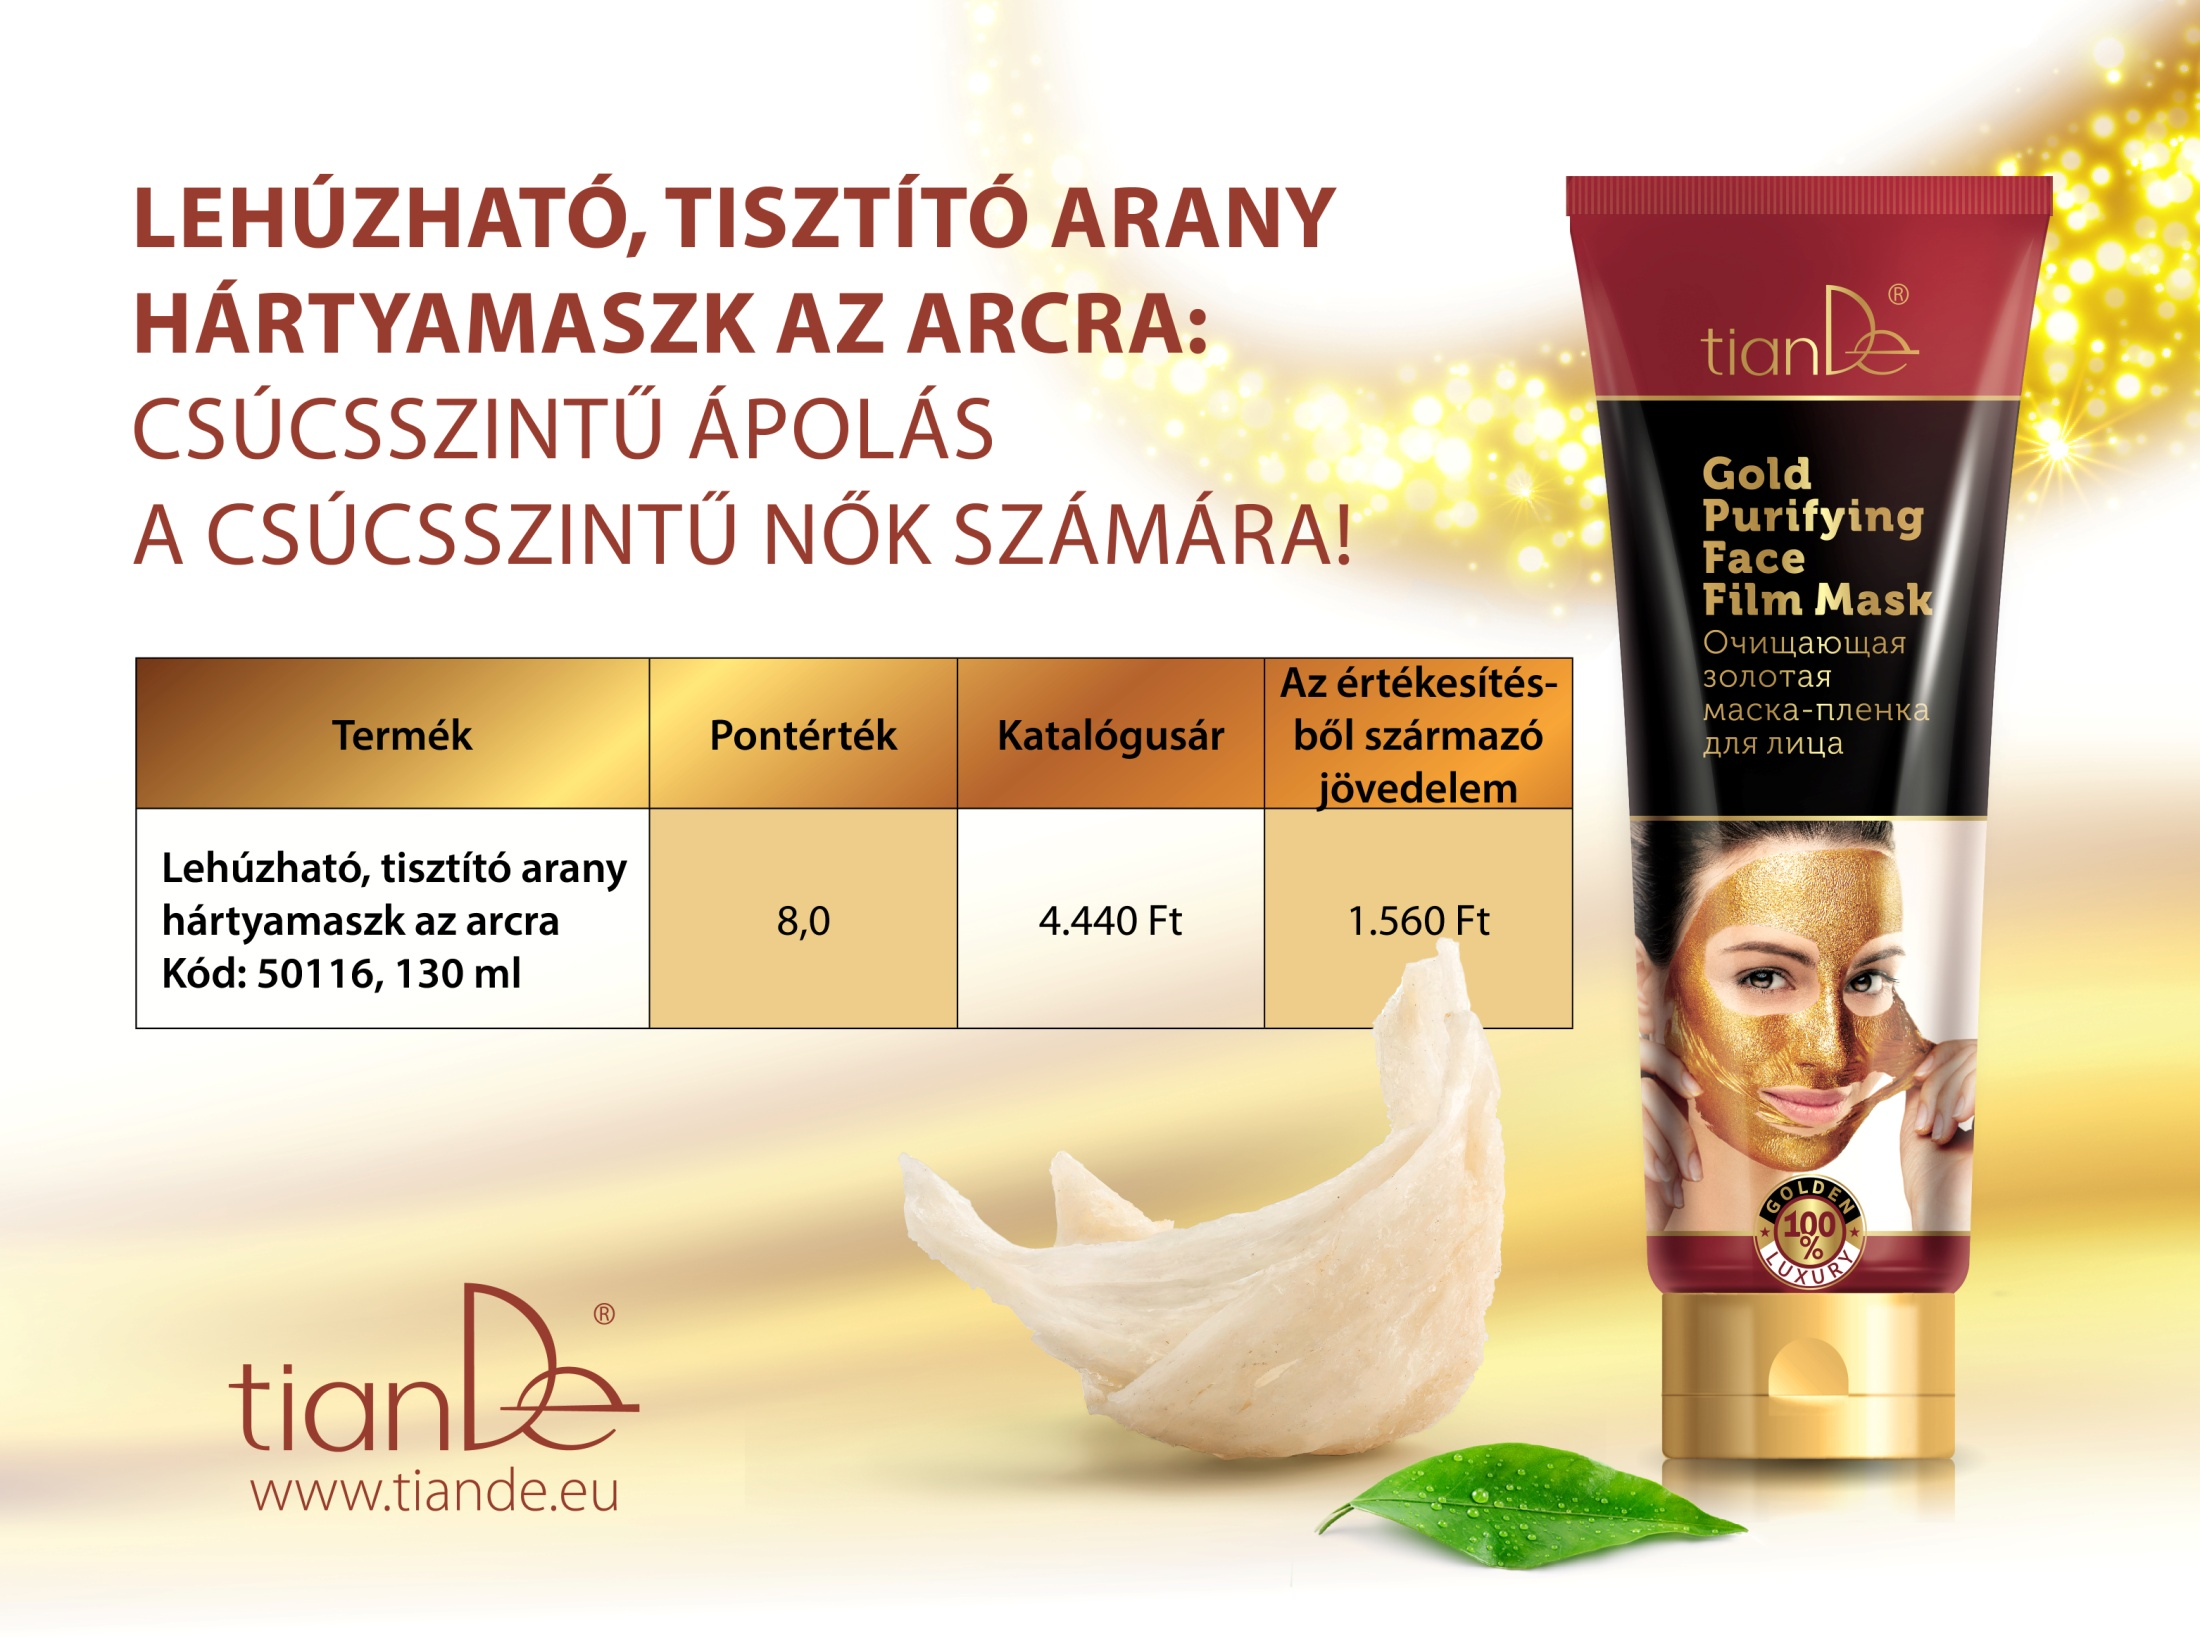 LEHÚZHATÓ, TISZTÍTÓ ARANY
HÁRTYAMASZK AZ ARCRA:
CSÚCSSZINTŰ ÁPOLÁS
A CSÚCSSZINTŰ NŐK SZÁMÁRA!
Termék
Pontérték
Katalógusár
Az értékesítés-
ből származó
jövedelem
Lehúzható, tisztító arany
hártyamaszk az arcra
Kód: 50116, 130 ml
8,0
4.440 Ft
1.560 Ft
tianDe®
www.tiande.eu
tianDe®
Gold
Purifying
Face
Film Mask
Очищающая
золотая
маска-пленка
для лица
GOLDEN
100
%
LUXURY